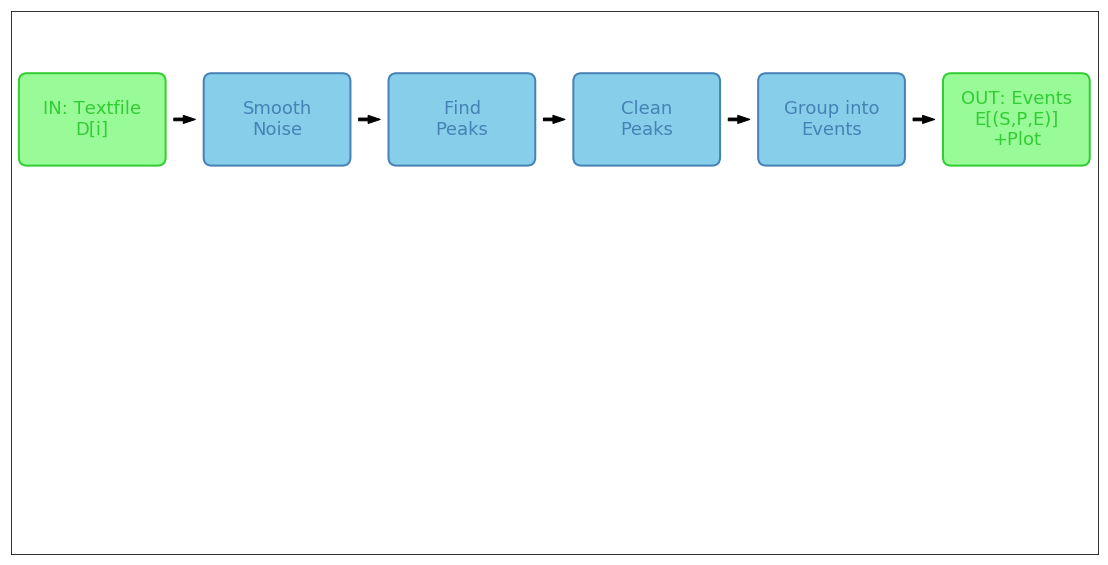 IN: Textfile
D[i]
Smooth
Noise
Find
Peaks
Clean
Peaks
Group into
Events
OUT: Events
E[(S,P,E)]
+Plot